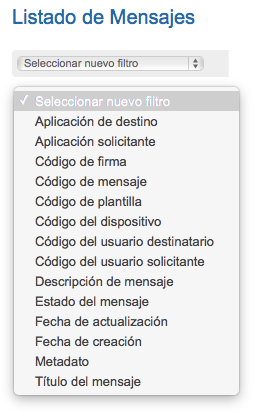 Listado de Mensajes
Seleccionar nuevo filtro
✓ Seleccionar nuevo filtro
Aplicación de destino
Aplicación solicitante
Código de firma
Código de mensaje
Código de plantilla
Código del dispositivo
Código del usuario destinatario
Código del usuario solicitante
Descripción de mensaje
Estado del mensaje
Fecha de actualización
Fecha de creación
Metadato
Título del mensaje